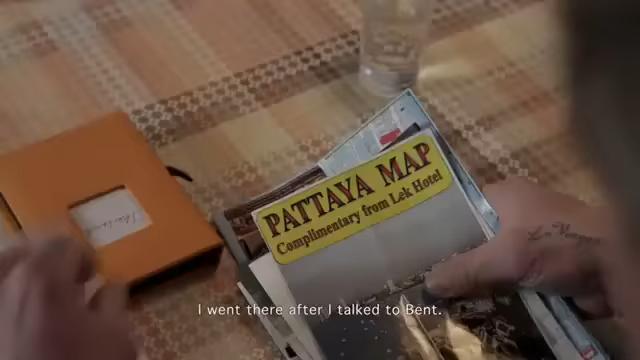 PATTAYA MAP
Complimentary from Lek Hotel
I went there after I talked to Bent.